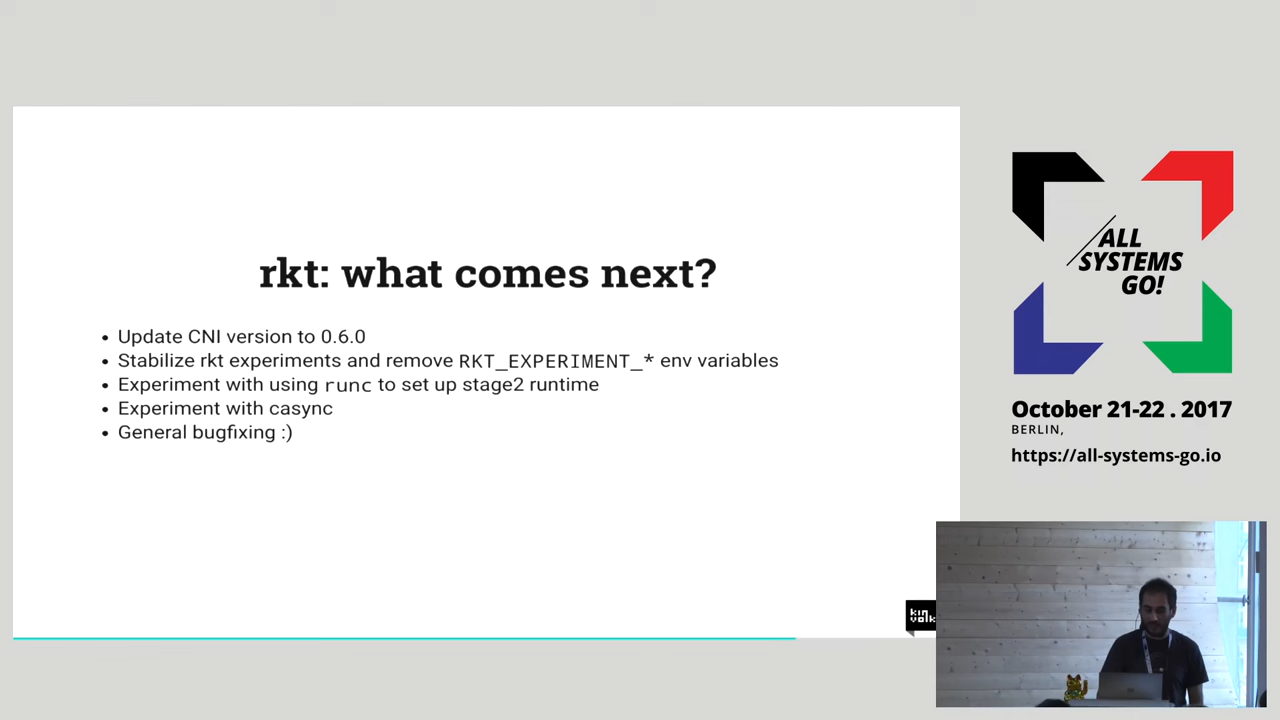 rkt: what comes next?
• Update CNI version to 0.6.0
• Stabilize rkt experiments and remove RKT_EXPERIMENT_* env variables
• Experiment with using runc to set up stage2 runtime
• Experiment with casync
• General bugfixing :)
kin
volk
ALL
SYSTEMS
GO!
October 21-22 . 2017
BERLIN,
https://all-systems-go.io